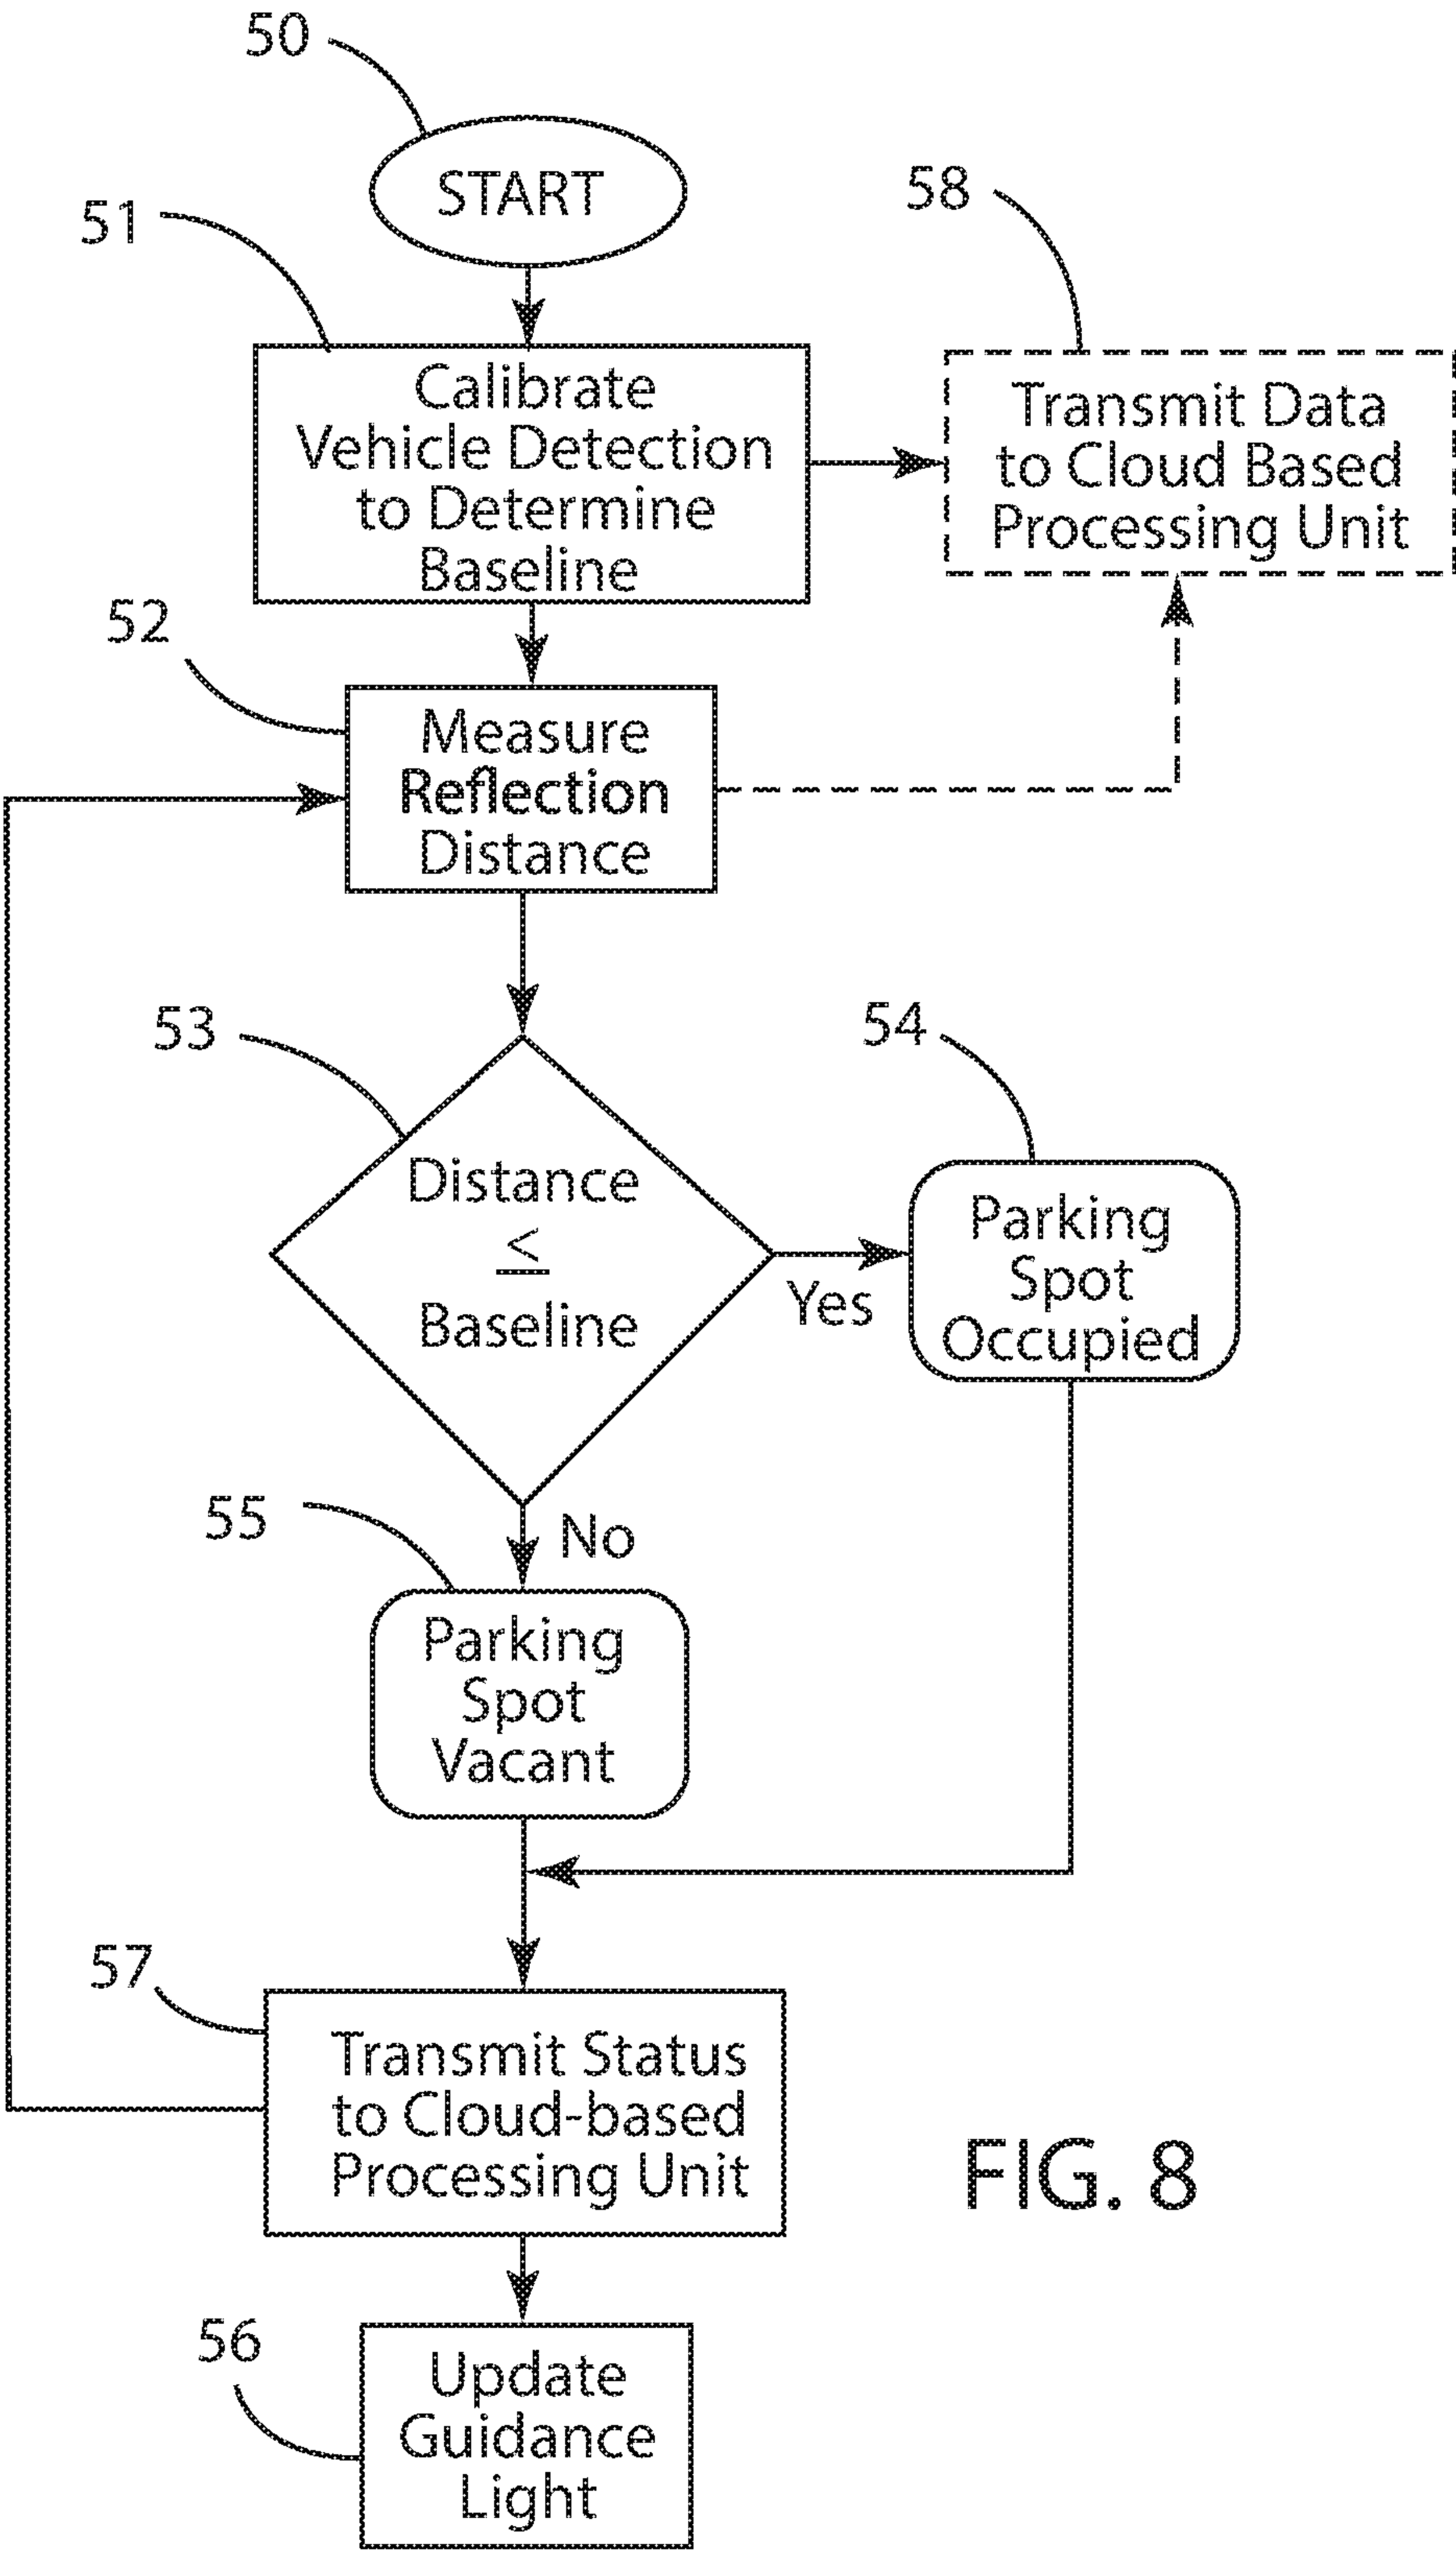 50
START
51
58
Calibrate
Vehicle Detection
to Determine
Baseline
Transmit Data
to Cloud Based
Processing Unit
52
Measure
Reflection
Distance
53
54
Distance
≤
Baseline
Yes
Parking
Spot
Occupied
55
No
Parking
Spot
Vacant
57
Transmit Status
to Cloud-based
Processing Unit
FIG. 8
56
Update
Guidance
Light